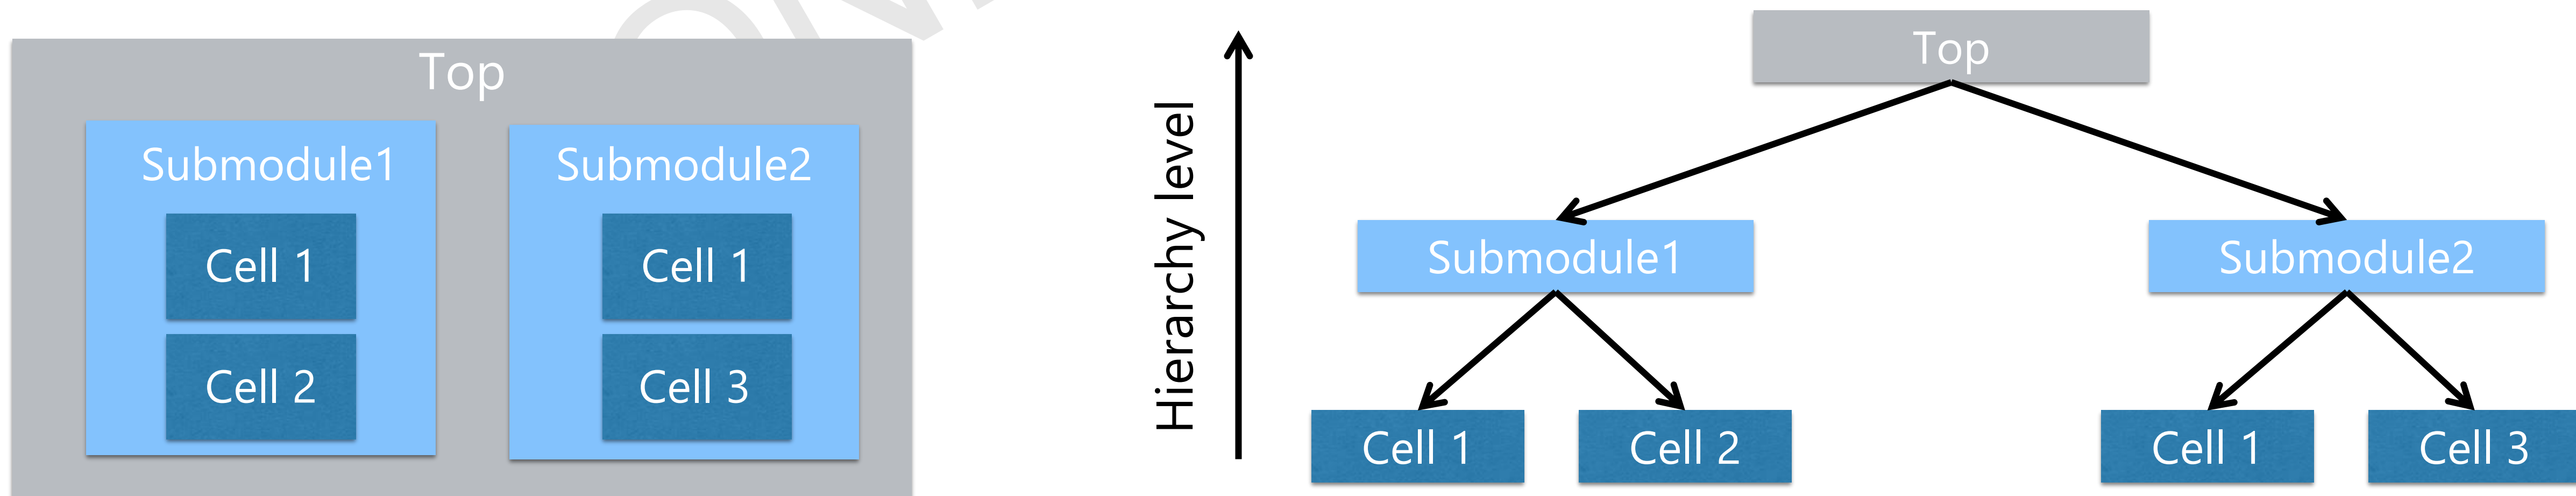 Top
Submodule1
Submodule2
Cell 1
Cell 1
Cell 2
Cell 3
Hierarchy level
Top
Submodule1
Submodule2
Cell 1
Cell 2
Cell 1
Cell 3